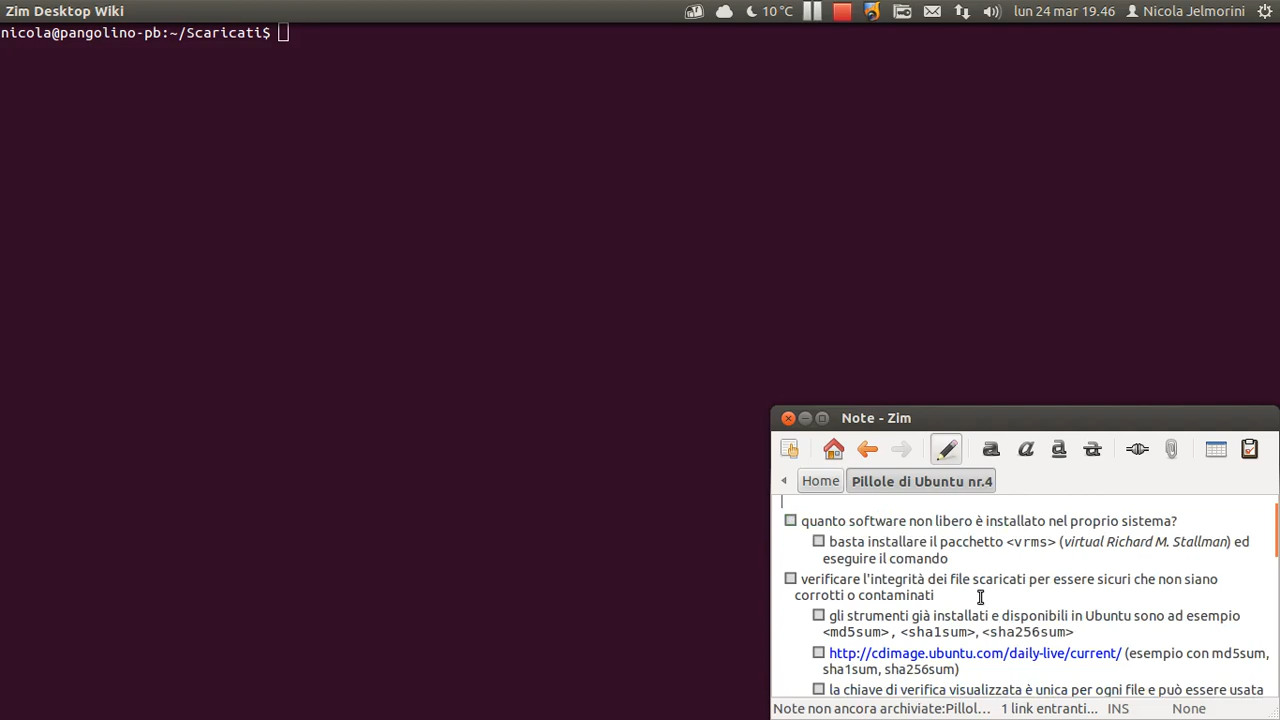 Zim Desktop Wiki
10 °C
lun 24 mar 19.46
Nicola Jelmorini
nicola@pangolino-pb:~/Scaricati$
Note - Zim
Home
Pillole di Ubuntu nr.4
quanto software non libero è installato nel proprio sistema?
basta installare il pacchetto <vrms> (virtual Richard M. Stallman) ed
eseguire il comando
verificare l'integrità dei file scaricati per essere sicuri che non siano
corrotti o contaminati
gli strumenti già installati e disponibili in Ubuntu sono ad esempio
<md5sum>, <sha1sum>, <sha256sum>
http://cdimage.ubuntu.com/daily-live/current/ (esempio con md5sum,
sha1sum, sha256sum)
la chiave di verifica visualizzata è unica per ogni file e può essere usata
Note non ancora archiviate:Pillol...
1 link entranti...
INS
None